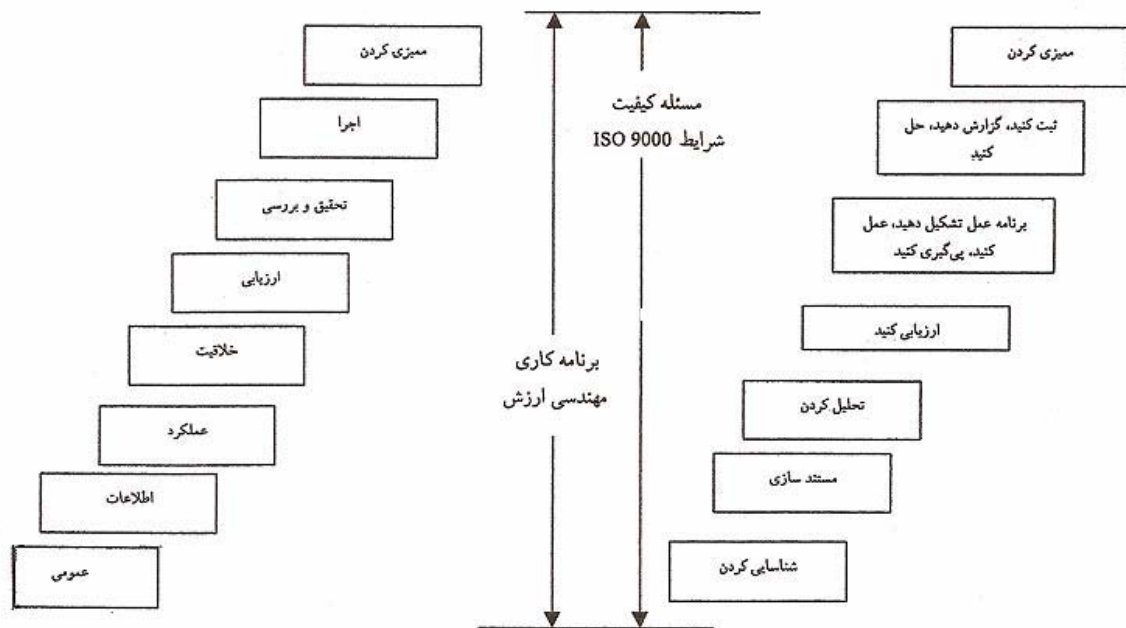 ممیزی کردن
اجرا
تحقیق و بررسی
ارزیابی
خلاقیت
عملکرد
اطلاعات
عمومی
مسئله کیفیت
شرایط ISO 9000
برنامه کاری
مهندسی ارزش
ممیزی کردن
ثبت کنید، گزارش دهید، حل
کنید
برنامه عمل تشکیل دهید، عمل
کنید، پی‌گیری کنید
ارزیابی کنید
تحلیل کردن
مستند سازی
شناسایی کردن